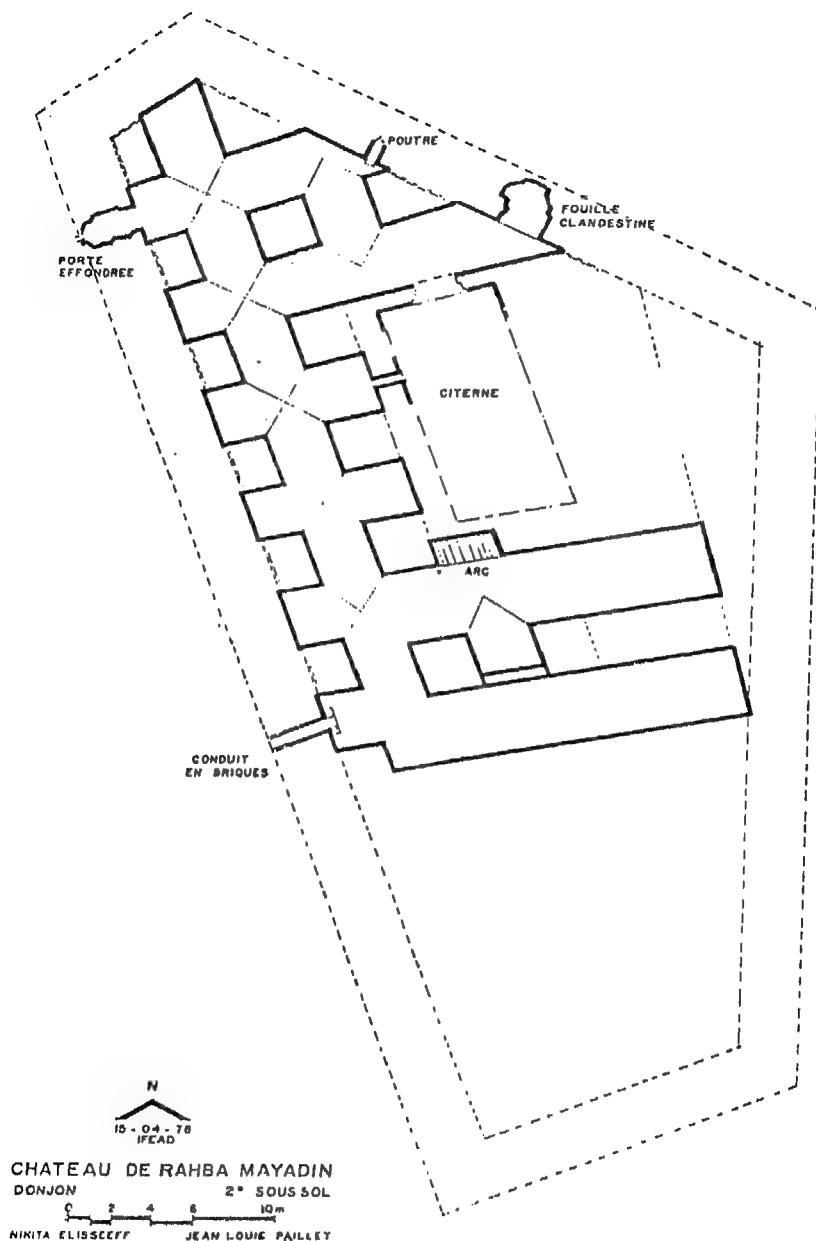 POUTRE
FOUILLE
CLANDESTINE
PORTE
EFFONDREE
CITERNE
ARC
CONDUIT
EN BRIQUES
N
15-04-78
IFEAD
CHATEAU DE RAHBA MAYADIN
DONJON 2° SOUS SOL
0 2 4 6 10m
NIKITA ELISSEEFF JEAN LOUIS PAILLET